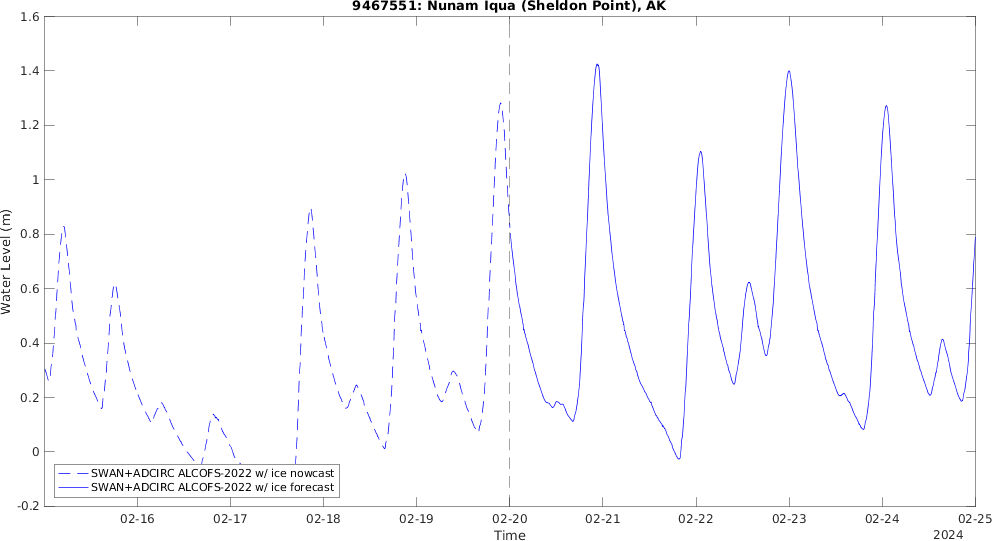 9467551: Nunam Iqua (Sheldon Point), AK
1.6
1.4
1.2
1
0.8
0.6
0.4
0.2
0
-0.2
Water Level (m)
SWAN+ADCIRC ALCOFS-2022 w/ ice nowcast
SWAN+ADCIRC ALCOFS-2022 w/ ice forecast
02-16 02-17 02-18 02-19 02-20 02-21 02-22 02-23 02-24 02-25
Time
2024